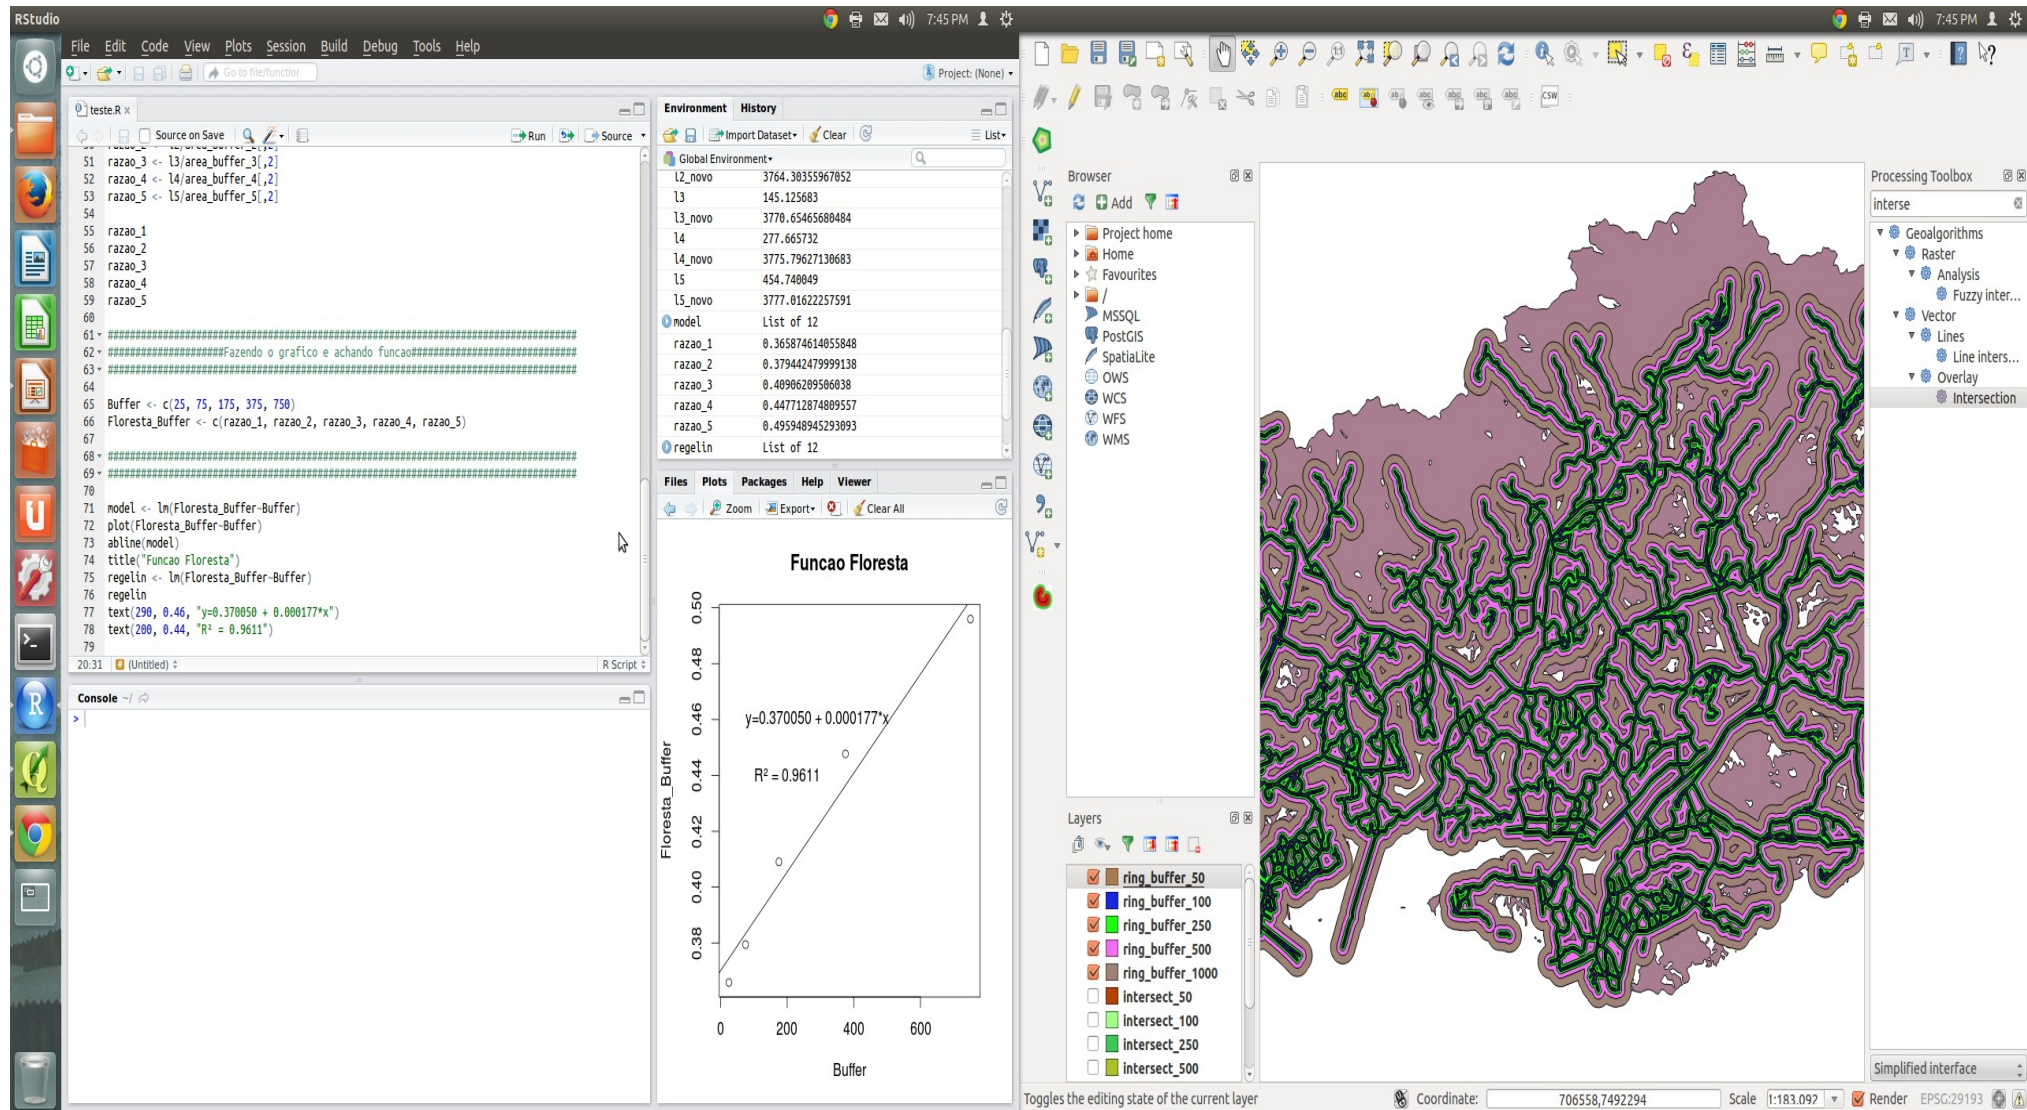 RStudio
7:45 PM
File Edit Code View Plots Session Build Debug Tools Help
Go to file/function
Project: (None)
teste.R
Source on Save
Run
Source
51 razao_3 <- l3/area_buffer_3[,2]
52 razao_4 <- l4/area_buffer_4[,2]
53 razao_5 <- l5/area_buffer_5[,2]
54
55 razao_1
56 razao_2
57 razao_3
58 razao_4
59 razao_5
60
61 #################################################################################
62 ####################Fazendo o grafico e achando funcao#############################
63 #################################################################################
64
65 Buffer <- c(25, 75, 175, 375, 750)
66 Floresta_Buffer <- c(razao_1, razao_2, razao_3, razao_4, razao_5)
67
68 #################################################################################
69 #################################################################################
70
71 model <- lm(Floresta_Buffer~Buffer)
72 plot(Floresta_Buffer~Buffer)
73 abline(model)
74 title("Funcao Floresta")
75 regelin <- lm(Floresta_Buffer~Buffer)
76 regelin
77 text(290, 0.46, "y=0.370050 + 0.000177*x")
78 text(200, 0.44, "R² = 0.9611")
79
20:31 (Untitled) R Script
Console ~/
>
Environment History
Import Dataset Clear List
Global Environment
l2_novo 3764.30355967052
l3 145.125683
l3_novo 3770.65465680484
l4 277.665732
l4_novo 3775.79627130683
l5 454.740049
l5_novo 3777.01622257591
model List of 12
razao_1 0.365874614055848
razao_2 0.379442479999138
razao_3 0.40906209506038
razao_4 0.447712874809557
razao_5 0.495948945293093
regelin List of 12
Files Plots Packages Help Viewer
Zoom Export Clear All
Funcao Floresta
0.50
0.48
0.46
0.44
0.42
0.40
0.38
Floresta_Buffer
y=0.370050 + 0.000177*x
R² = 0.9611
0 200 400 600
Buffer
7:45 PM
CSW
Browser
Add
Project home
Home
Favourites
/
MSSQL
PostGIS
SpatiaLite
OWS
WCS
WFS
WMS
Layers
ring_buffer_50
ring_buffer_100
ring_buffer_250
ring_buffer_500
ring_buffer_1000
intersect_50
intersect_100
intersect_250
intersect_500
Processing Toolbox
interse
Geoalgorithms
Raster
Analysis
Fuzzy inter...
Vector
Lines
Line inters...
Overlay
Intersection
Simplified interface
Toggles the editing state of the current layer
Coordinate: 706558,7492294
Scale 1:183.092
Render EPSG:29193